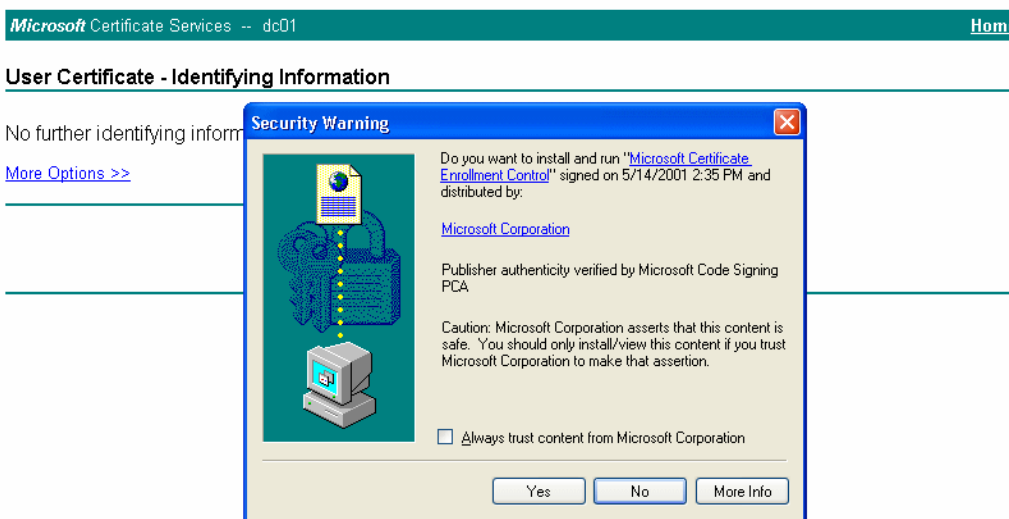 Microsoft Certificate Services -- dc01
Hom
User Certificate - Identifying Information
No further identifying inform
More Options >>
Security Warning
Do you want to install and run "Microsoft Certificate
Enrollment Control" signed on 5/14/2001 2:35 PM and
distributed by:
Microsoft Corporation
Publisher authenticity verified by Microsoft Code Signing
PCA
Caution: Microsoft Corporation asserts that this content is
safe. You should only install/view this content if you trust
Microsoft Corporation to make that assertion.
Always trust content from Microsoft Corporation
Yes
No
More Info